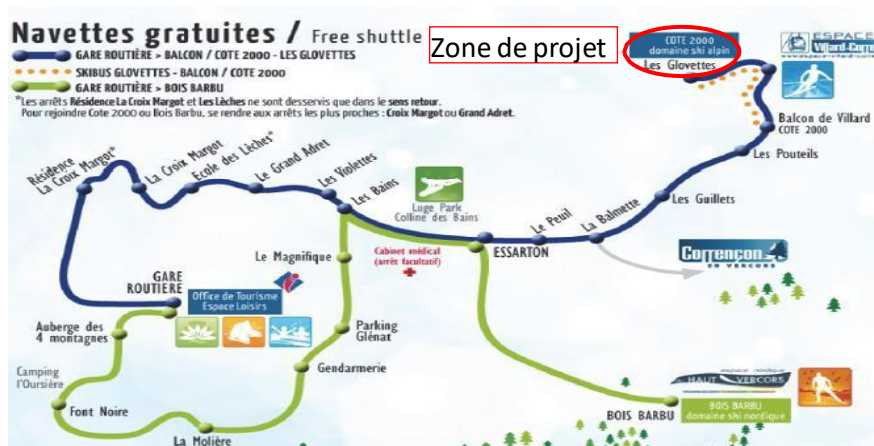 Navettes gratuites / Free shuttle
GARE ROUTIÈRE > BALCON / COTE 2000 - LES GLOVETTES
SKIBUS GLOVETTES - BALCON / COTE 2000
GARE ROUTIÈRE > BOIS BARBU
*Les arrêts Résidence La Croix Margot et Les Lèches ne sont desservis que dans le sens retour.
Pour rejoindre Cote 2000 ou Bois Barbu, se rendre aux arrêts les plus proches : Croix Margot ou Grand Adret.
Zone de projet
COTE 2000
domaine ski alpin
Les Glovettes
ESPACE
Villard-Corre
Balcon de Villard
COTE 2000
Les Pouteils
Les Guillets
La Balmette
Le Peuil
ESSARTON
Résidence
La Croix Margot*
La Croix Margot
Ecole des Lèches*
Le Grand Adret
Les Violettes
Les Bains
Luge Park
Colline des Bains
Cabinet médical
(arrêt facultatif)
Corrençon
EN VERCORS
Le Magnifique
GARE
ROUTIÈRE
Office de Tourisme
Espace Loisirs
Auberge des
4 montagnes
Parking
Glénat
Camping
l'Oursière
Gendarmerie
Font Noire
La Molière
espace nordique
HAUT VERCORS
BOIS BARBU
BOIS BARBU
domaine ski nordique